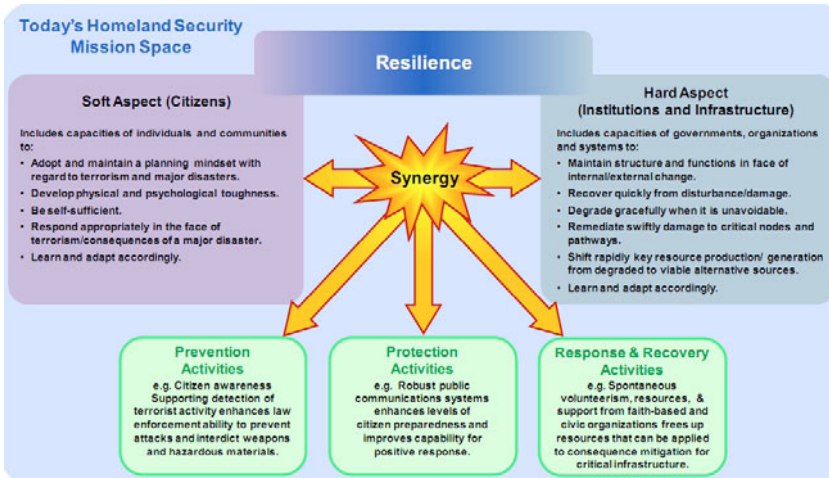 Today's Homeland Security
Mission Space
Resilience
Soft Aspect (Citizens)
Includes capacities of individuals and communities
to:
• Adopt and maintain a planning mindset with
regard to terrorism and major disasters.
• Develop physical and psychological toughness.
• Be self-sufficient.
• Respond appropriately in the face of
terrorism/consequences of a major disaster.
• Learn and adapt accordingly.
Synergy
Hard Aspect
(Institutions and Infrastructure)
Includes capacities of governments, organizations
and systems to:
• Maintain structure and functions in face of
internal/external change.
• Recover quickly from disturbance/damage.
• Degrade gracefully when it is unavoidable.
• Remediate swiftly damage to critical nodes and
pathways.
• Shift rapidly key resource production/ generation
from degraded to viable alternative sources.
• Learn and adapt accordingly.
Prevention
Activities
e.g. Citizen awareness
Supporting detection of
terrorist activity enhances law
enforcement ability to prevent
attacks and interdict weapons
and hazardous materials.
Protection
Activities
e.g. Robust public
communications systems
enhances levels of
citizen preparedness and
improves capability for
positive response.
Response & Recovery
Activities
e.g. Spontaneous
volunteerism, resources, &
support from faith-based and
civic organizations frees up
resources that can be applied
to consequence mitigation for
critical infrastructure.